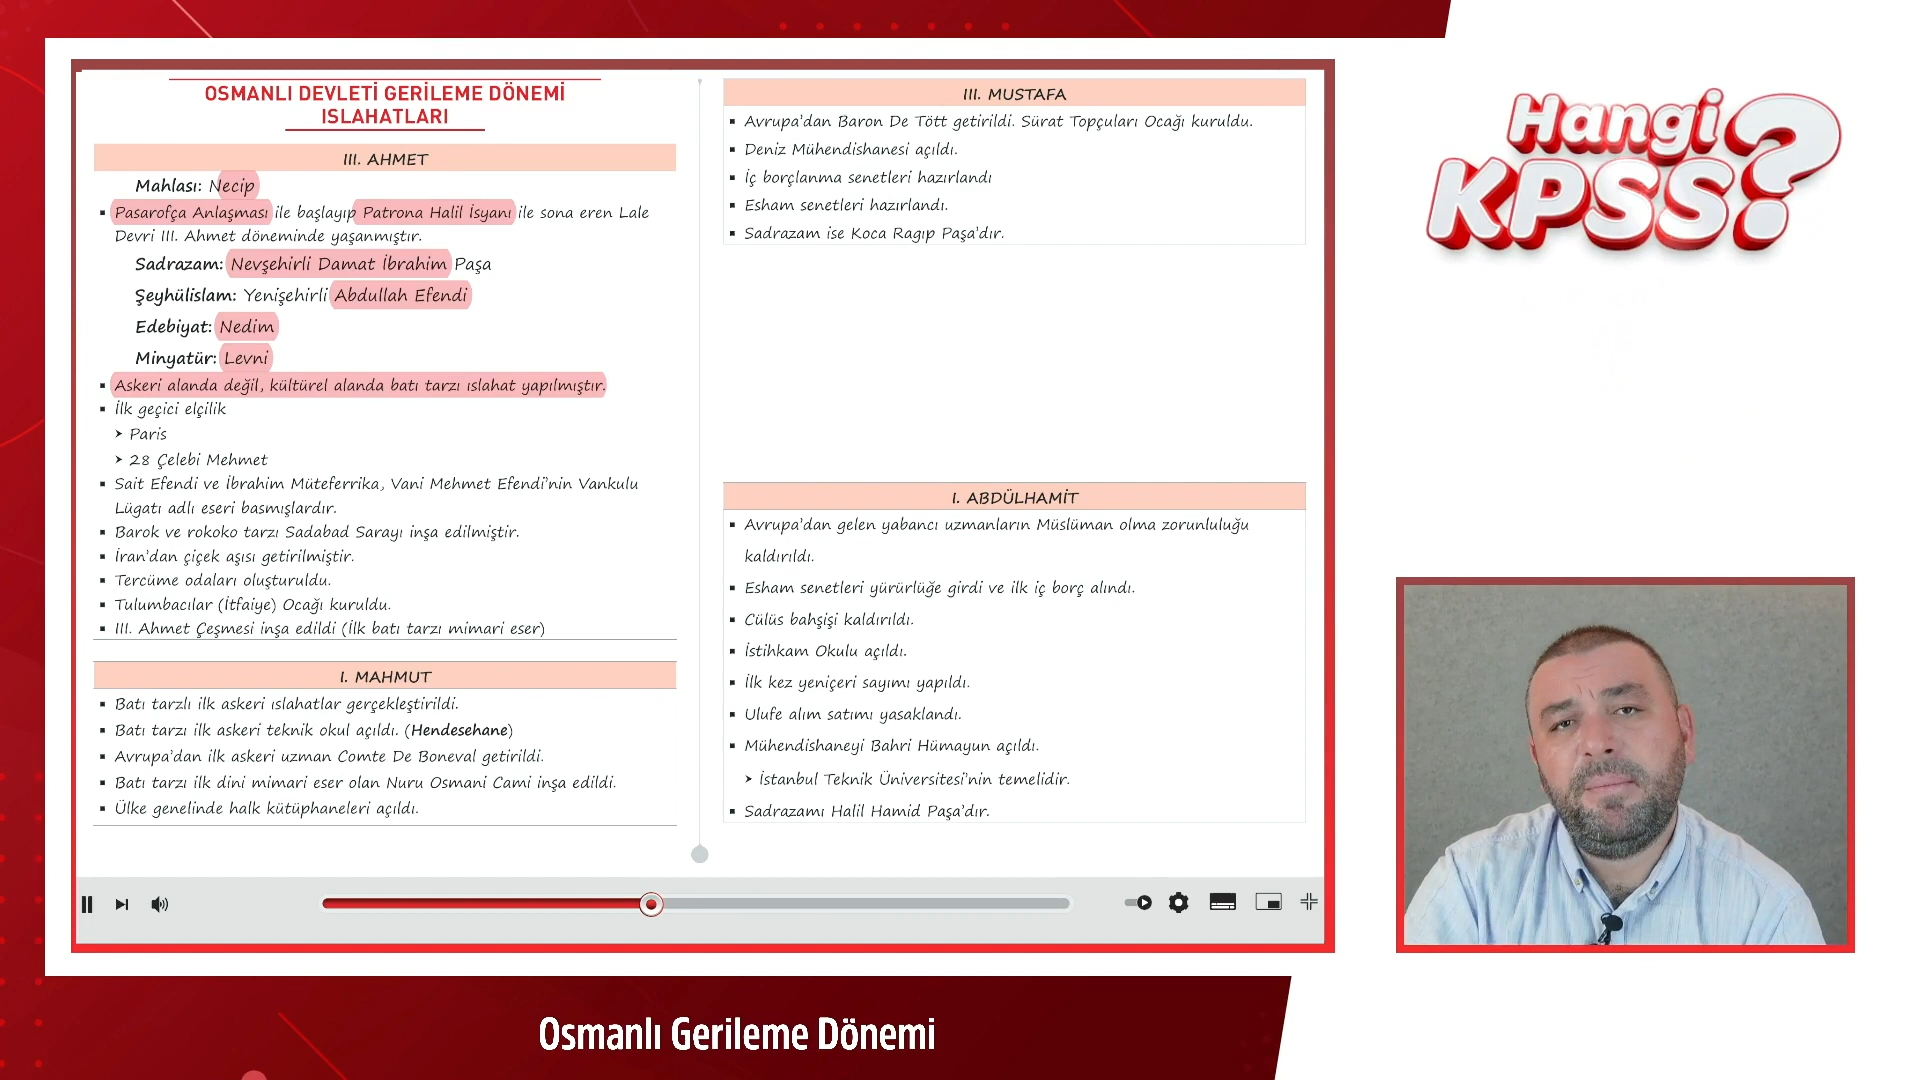 OSMANLI DEVLETİ GERİLEME DÖNEMİ
ISLAHATLARI
III. AHMET
Mahlası: Necip
▪ Pasarofça Anlaşması ile başlayıp Patrona Halil İsyanı ile sona eren Lale
Devri III. Ahmet döneminde yaşanmıştır.
Sadrazam: Nevşehirli Damat İbrahim Paşa
Şeyhülislam: Yenişehirli Abdullah Efendi
Edebiyat: Nedim
Minyatür: Levni
▪ Askeri alanda değil, kültürel alanda batı tarzı ıslahat yapılmıştır.
▪ İlk geçici elçilik
➤ Paris
➤ 28 Çelebi Mehmet
▪ Sait Efendi ve İbrahim Müteferrika, Vani Mehmet Efendi'nin Vankulu
Lügatı adlı eseri basmışlardır.
▪ Barok ve rokoko tarzı Sadabad Sarayı inşa edilmiştir.
▪ İran'dan çiçek aşısı getirilmiştir.
▪ Tercüme odaları oluşturuldu.
▪ Tulumbacılar (İtfaiye) Ocağı kuruldu.
▪ III. Ahmet Çeşmesi inşa edildi (İlk batı tarzı mimari eser)
I. MAHMUT
▪ Batı tarzlı ilk askeri ıslahatlar gerçekleştirildi.
▪ Batı tarzı ilk askeri teknik okul açıldı. (Hendesehane)
▪ Avrupa'dan ilk askeri uzman Comte De Boneval getirildi.
▪ Batı tarzı ilk dini mimari eser olan Nuru Osmani Cami inşa edildi.
▪ Ülke genelinde halk kütüphaneleri açıldı.
III. MUSTAFA
▪ Avrupa'dan Baron De Tött getirildi. Sürat Topçuları Ocağı kuruldu.
▪ Deniz Mühendishanesi açıldı.
▪ İç borçlanma senetleri hazırlandı
▪ Esham senetleri hazırlandı.
▪ Sadrazam ise Koca Ragıp Paşa'dır.
I. ABDÜLHAMİT
▪ Avrupa'dan gelen yabancı uzmanların Müslüman olma zorunluluğu
kaldırıldı.
▪ Esham senetleri yürürlüğe girdi ve ilk iç borç alındı.
▪ Cülüs bahşişi kaldırıldı.
▪ İstihkam Okulu açıldı.
▪ İlk kez yeniçeri sayımı yapıldı.
▪ Ulufe alım satımı yasaklandı.
▪ Mühendishaneyi Bahri Hümayun açıldı.
➤ İstanbul Teknik Üniversitesi'nin temelidir.
▪ Sadrazamı Halil Hamid Paşa'dır.
Hangi
KPSS?
Osmanlı Gerileme Dönemi